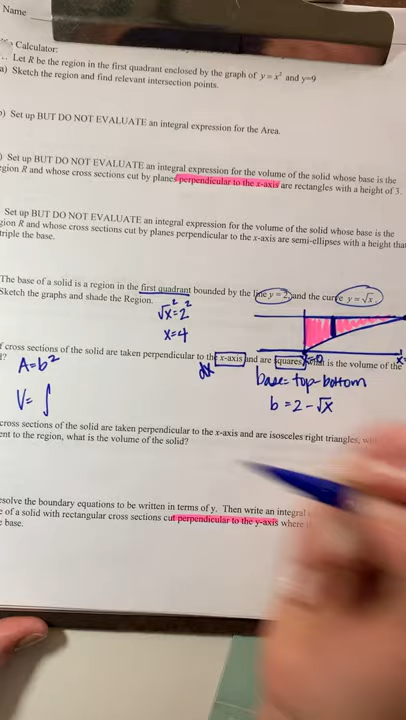 Name
Calculator:
Let R be the region in the first quadrant enclosed by the graph of y = x² and y=9
a) Sketch the region and find relevant intersection points.
) Set up BUT DO NOT EVALUATE an integral expression for the Area.
) Set up BUT DO NOT EVALUATE an integral expression for the volume of the solid whose base is the
gion R and whose cross sections cut by planes perpendicular to the x-axis are rectangles with a height of 3.
Set up BUT DO NOT EVALUATE an integral expression for the volume of the solid whose base is the
gion R and whose cross sections cut by planes perpendicular to the x-axis are semi-ellipses with a height that
triple the base.
The base of a solid is a region in the first quadrant bounded by the line y = 2 and the curve y = √x
Sketch the graphs and shade the Region.
√x² = 2²
x=4
f cross sections of the solid are taken perpendicular to the x-axis and are squares, what is the volume of the
d?
A=b²
dx
base= top-bottom
b = 2-√x
V= ∫
cross sections of the solid are taken perpendicular to the x-axis and are isosceles right triangles,
ent to the region, what is the volume of the solid?
esolve the boundary equations to be written in terms of y. Then write an integral
e of a solid with rectangular cross sections cut perpendicular to the y-axis where
e base.